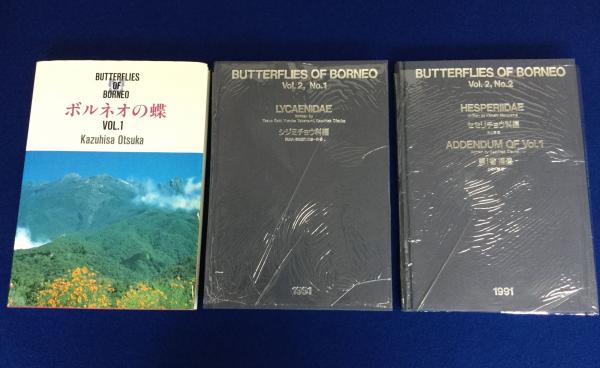 BUTTERFLIES
OF
BORNEO
ボルネオの蝶
VOL.1
Kazuhisa Otsuka
BUTTERFLIES OF BORNEO
Vol. 2, No.1
LYCAENIDAE
シジミチョウ科編
1991
BUTTERFLIES OF BORNEO
Vol. 2, No.2
HESPERIIDAE
セセリチョウ科編
ADDENDUM OF Vol.1
1991